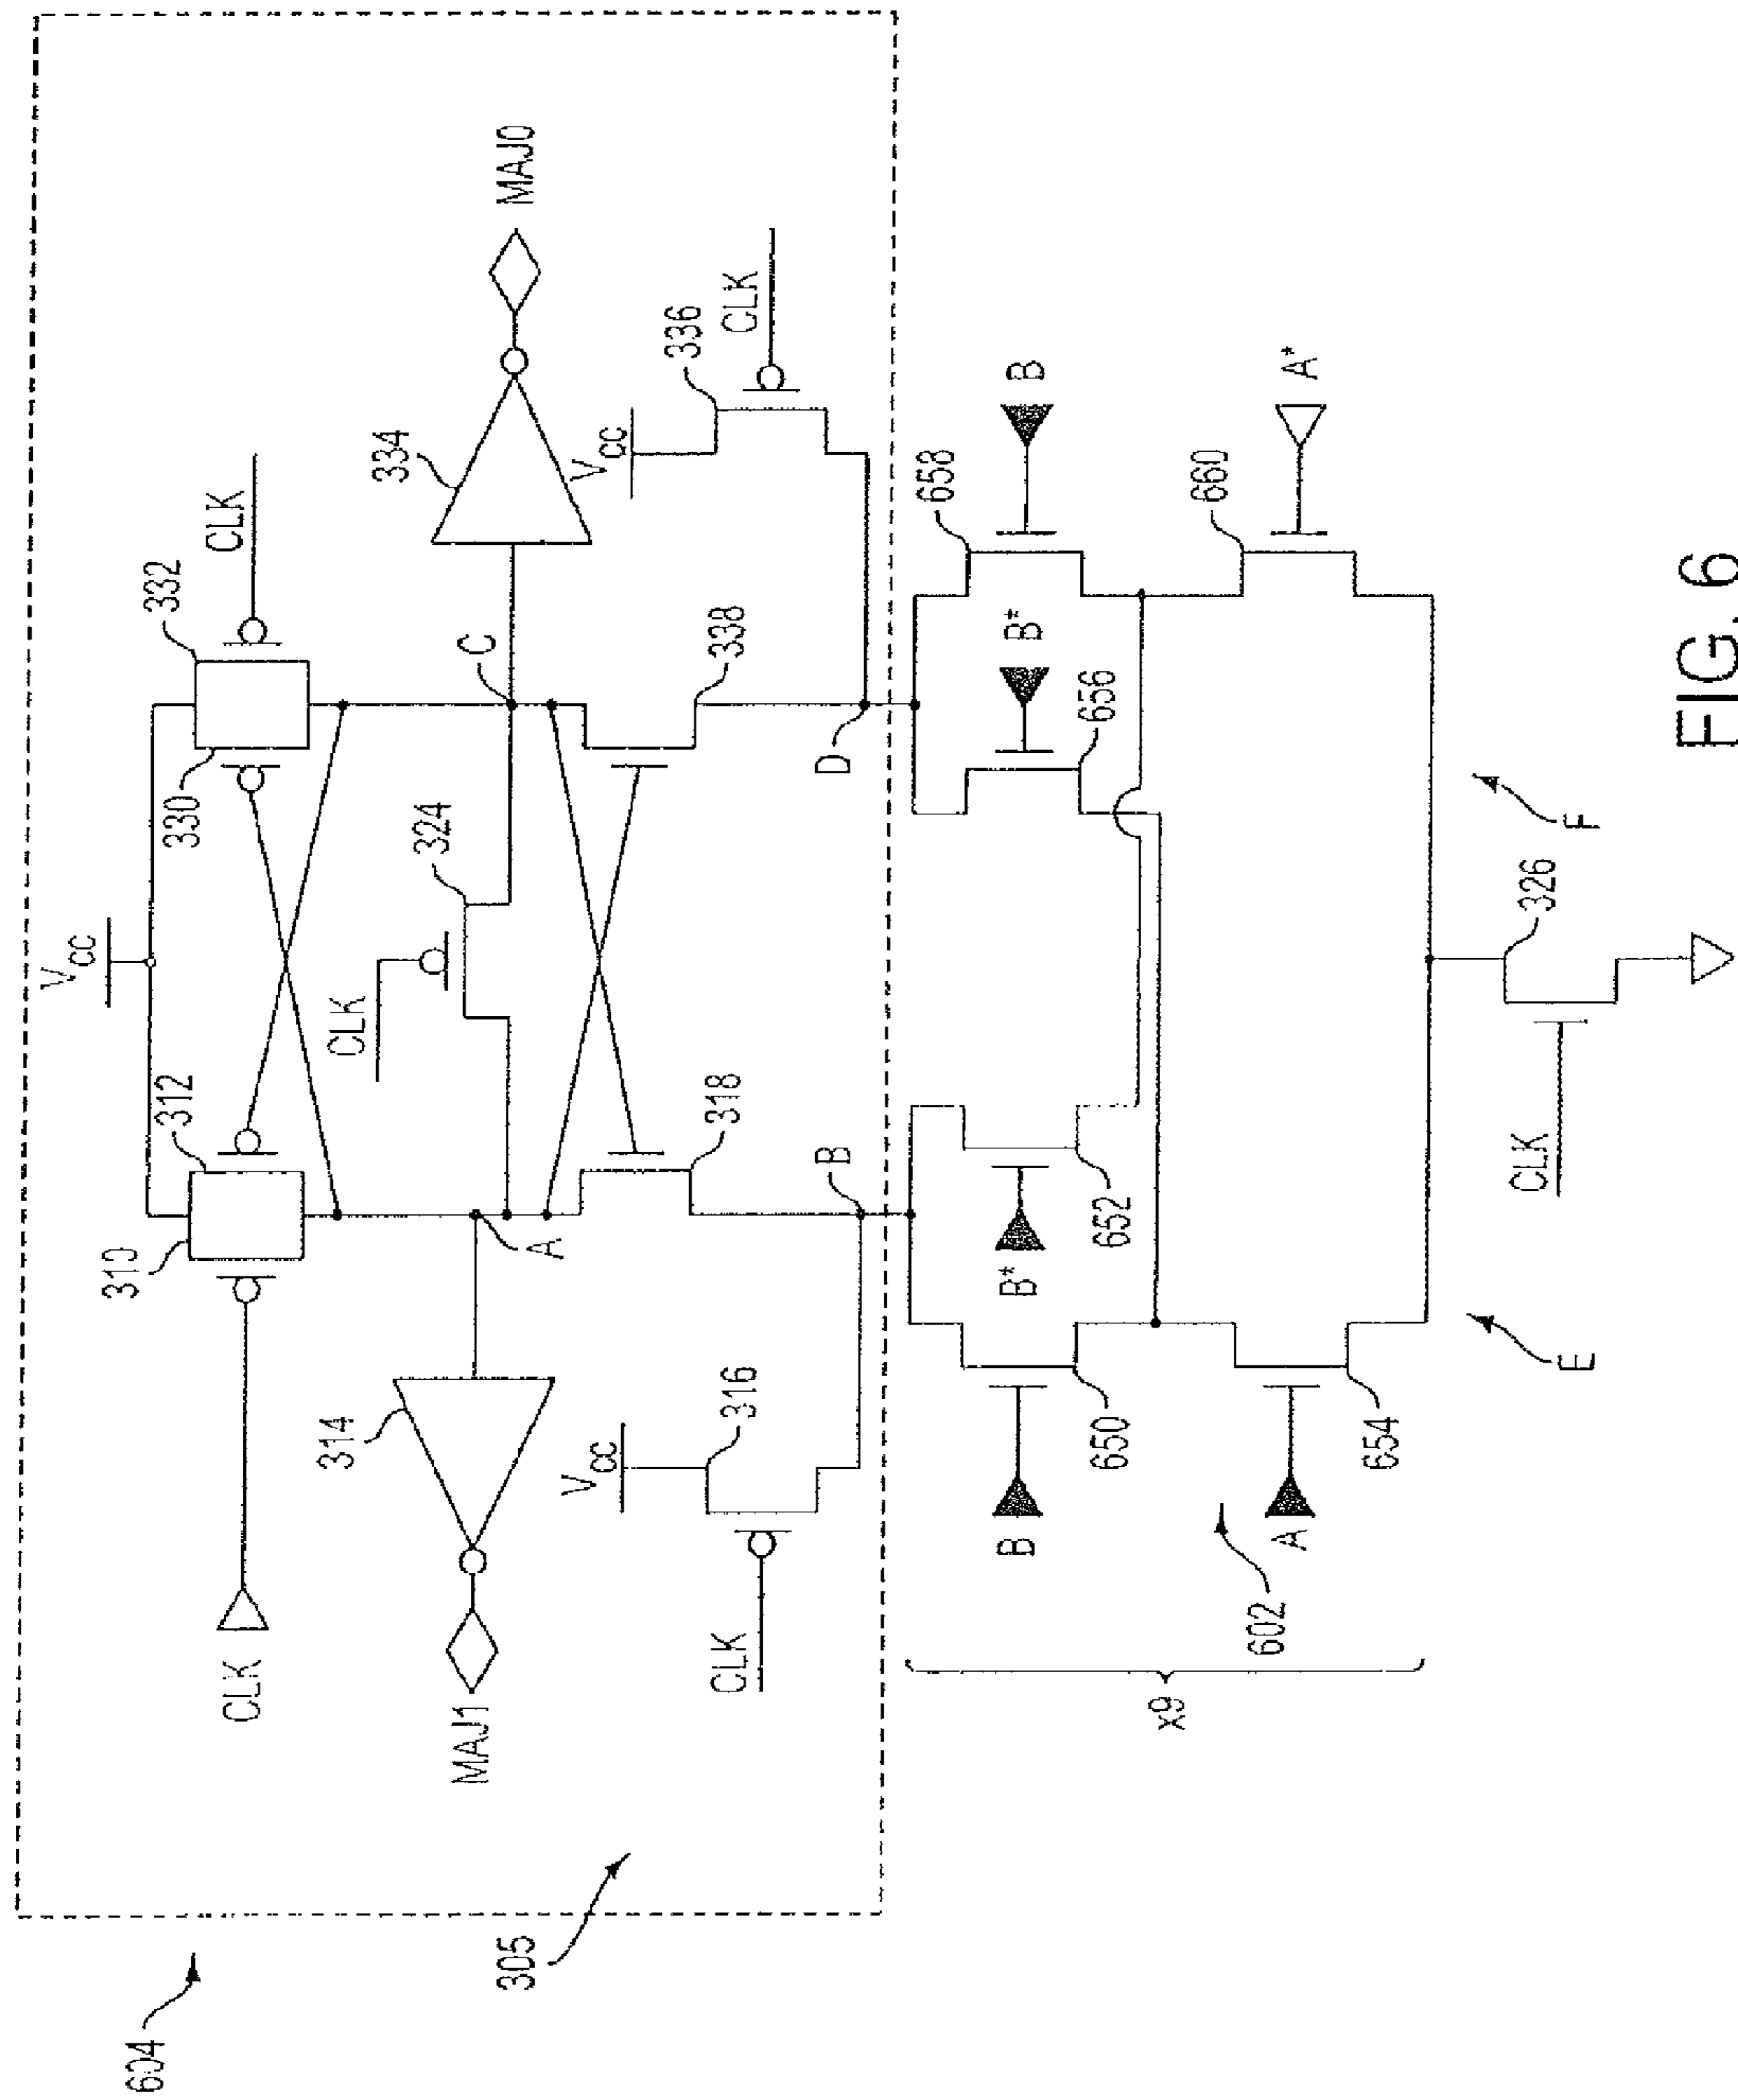 604
305
Vcc
CLK
310
312
330
332
CLK
CLK
324
MAJ1
314
A
C
334
MAJ0
318
338
Vcc
316
CLK
Vcc
336
CLK
B
D
B
650
B*
652
B*
656
B
658
A
654
660
A*
x9
602
E
F
CLK
326
FIG. 6